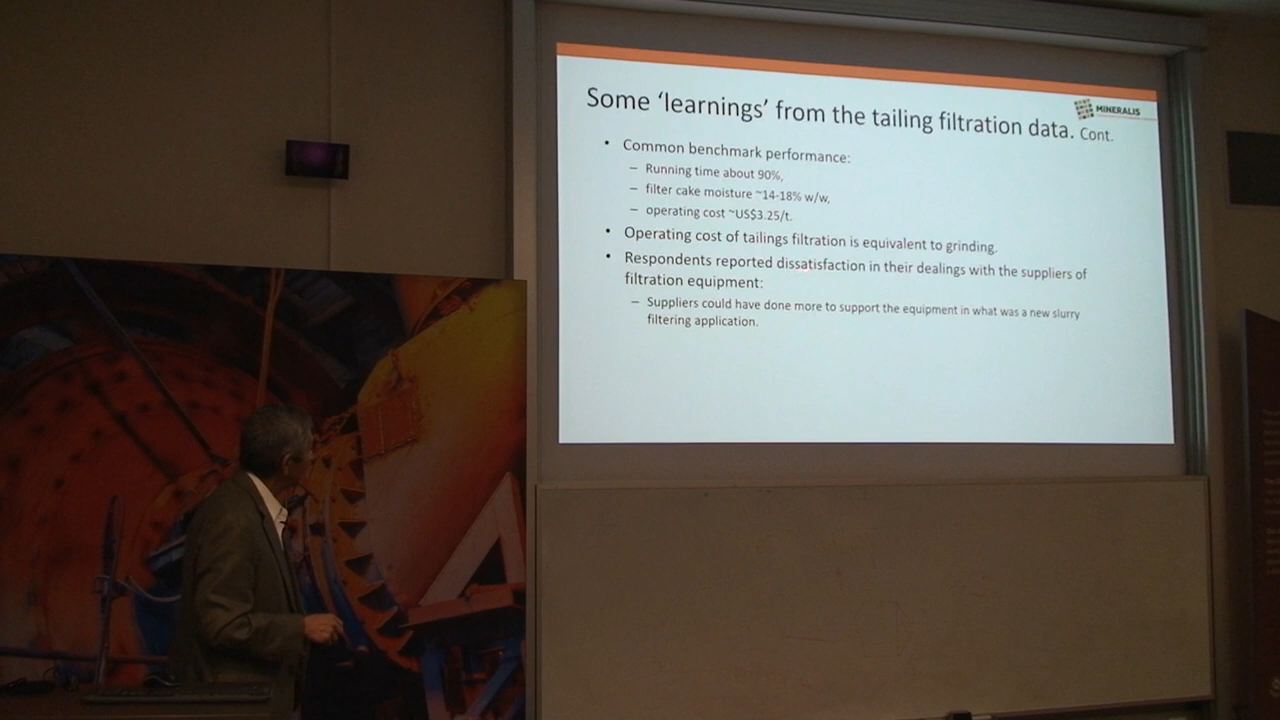 Some ‘learnings’ from the tailing filtration data. Cont.
MINERALIS
• Common benchmark performance:
– Running time about 90%,
– filter cake moisture ~14-18% w/w,
– operating cost ~US$3.25/t.
• Operating cost of tailings filtration is equivalent to grinding.
• Respondents reported dissatisfaction in their dealings with the suppliers of
filtration equipment:
– Suppliers could have done more to support the equipment in what was a new slurry
filtering application.